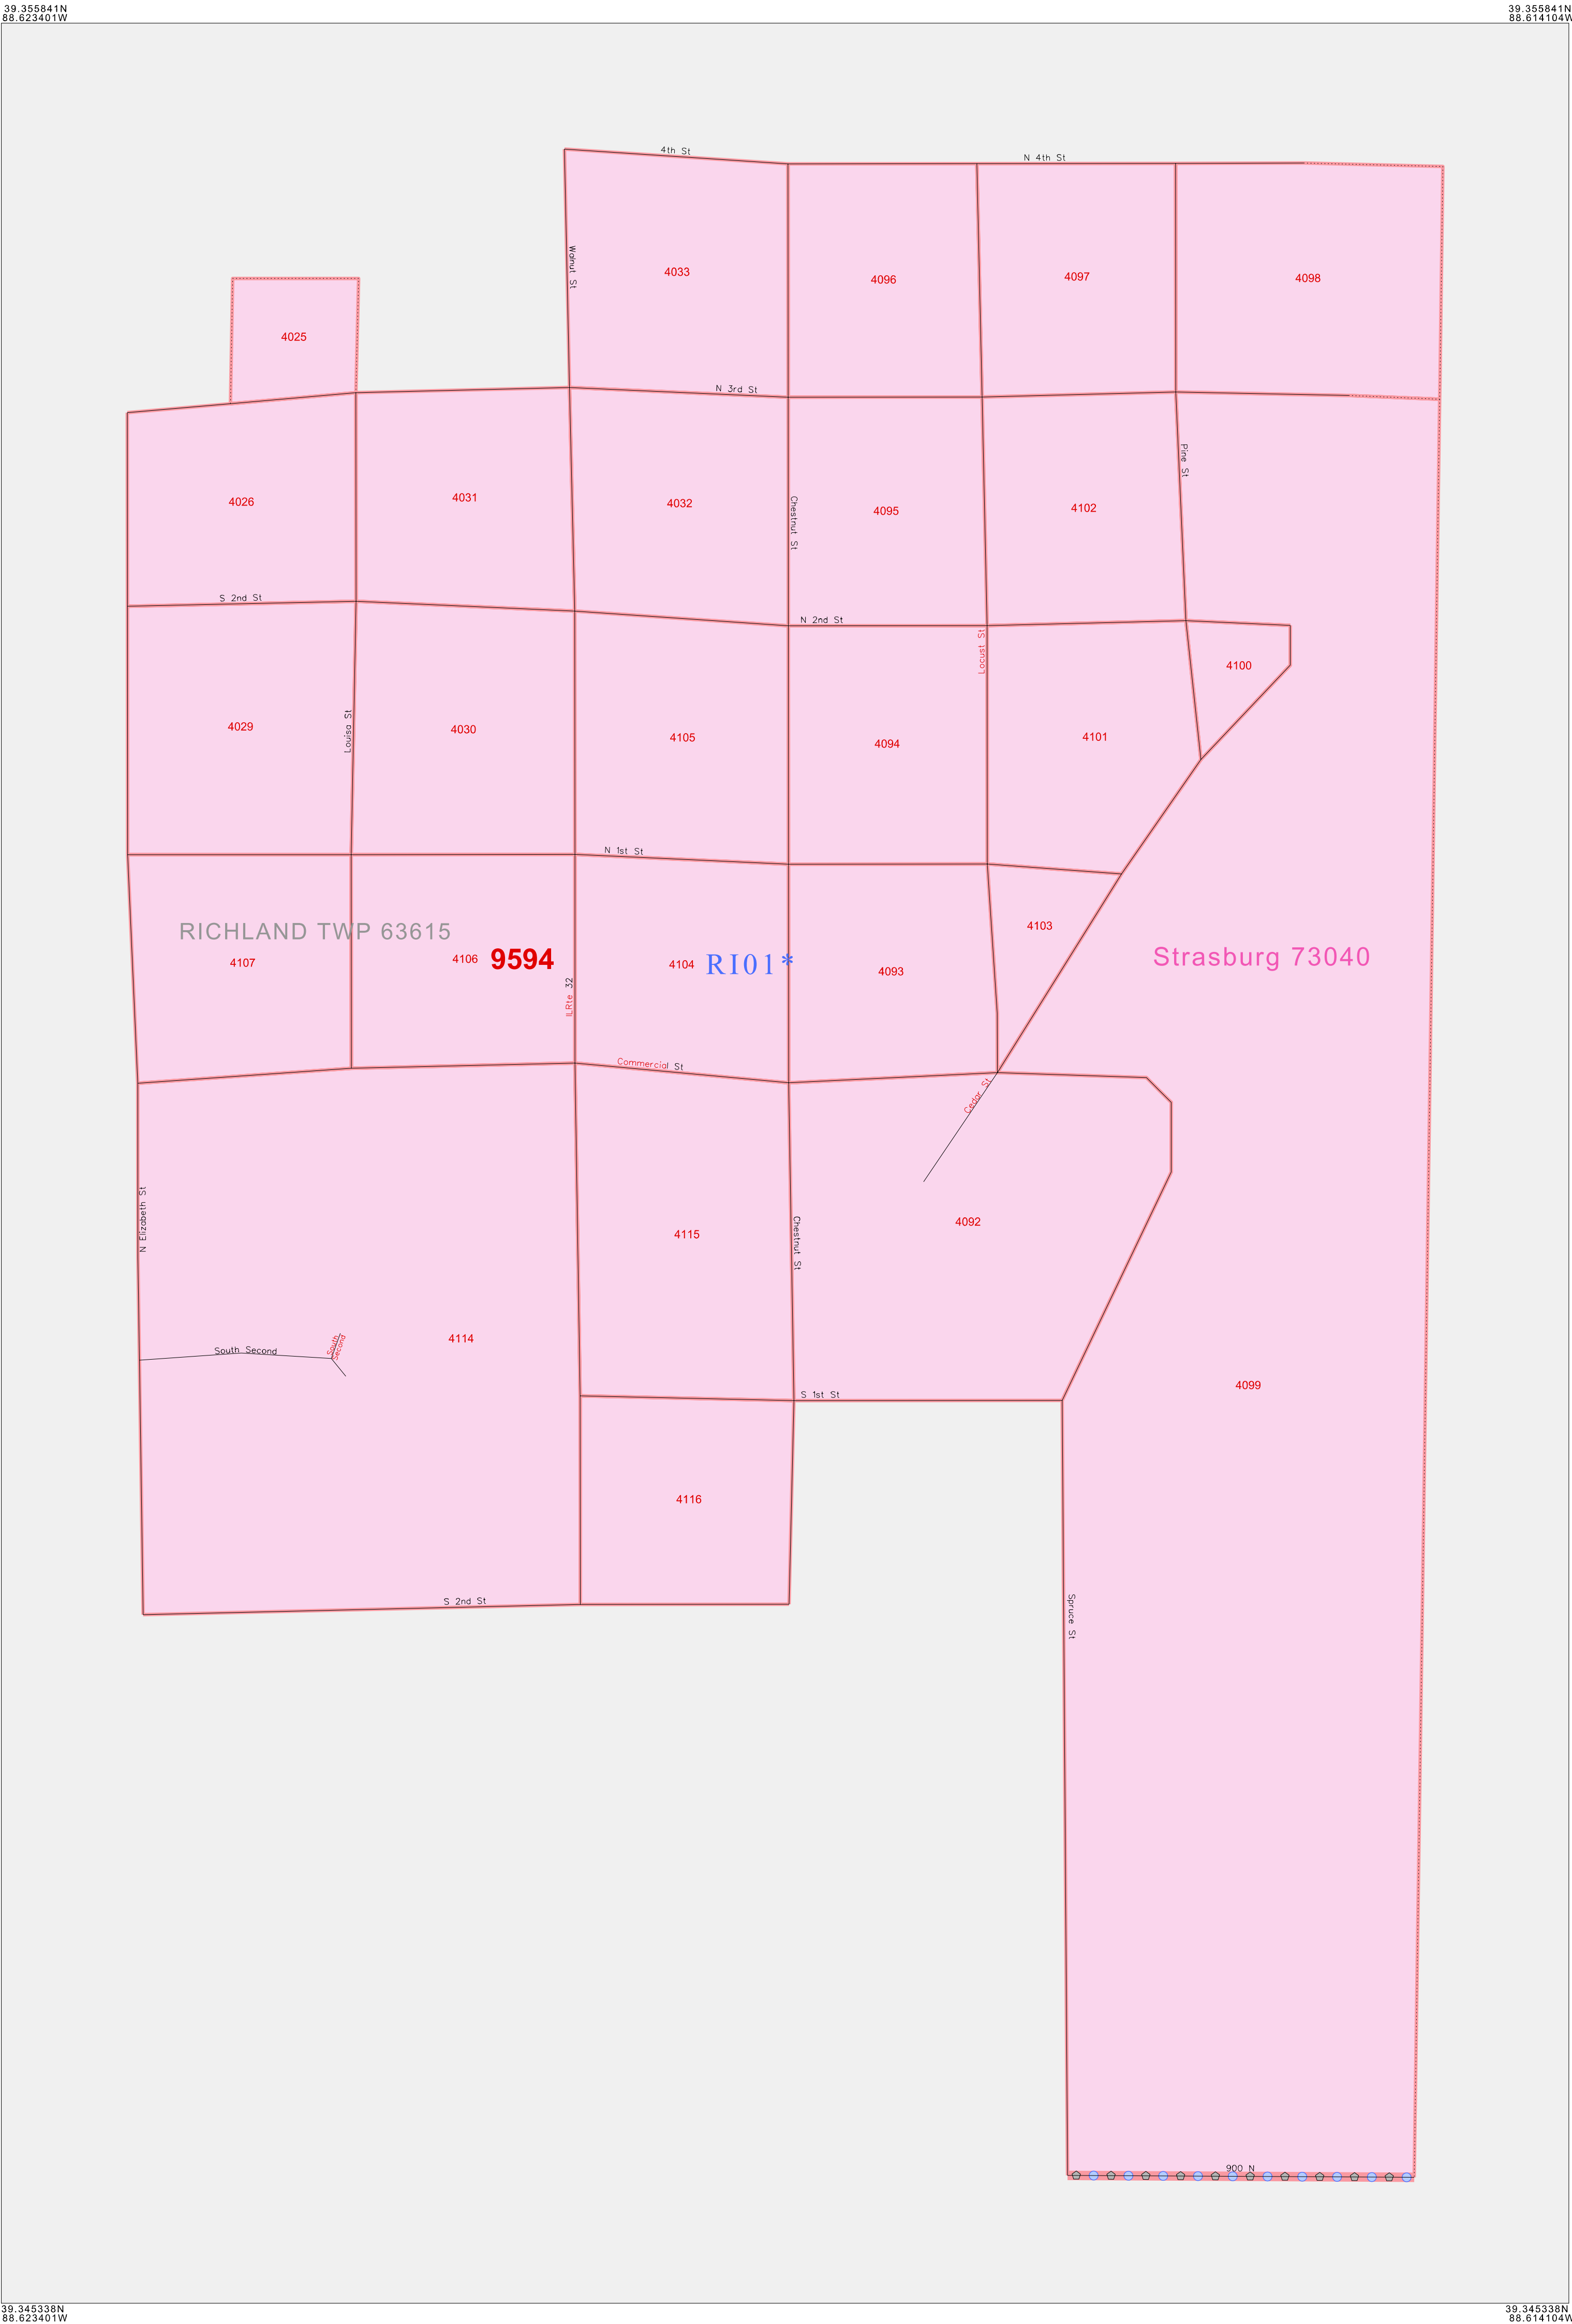 39.355841N
88.623401W
39.355841N
88.614104W
4th St
N 4th St
Walnut St
4033
4096
4097
4098
4025
N 3rd St
Pine St
4026
4031
4032
Chestnut St
4095
4102
S 2nd St
N 2nd St
Locust St
4100
4029
Louisa St
4030
4105
4094
4101
N 1st St
4103
RICHLAND TWP 63615
4107
4106
9594
4104
RI01*
4093
Strasburg 73040
ILRte 32
Commercial St
Cedar St
N Elizabeth St
4115
Chestnut St
4092
South Second
South
Second
4114
S 1st St
4099
4116
S 2nd St
Spruce St
900 N
39.345338N
88.623401W
39.345338N
88.614104W